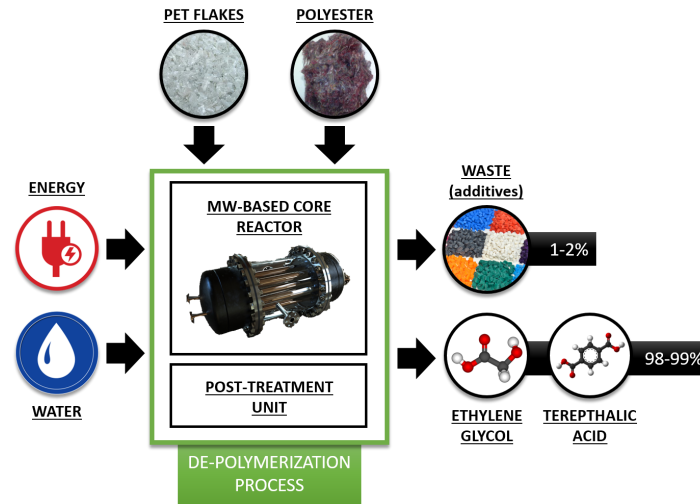 PET FLAKES
POLYESTER
ENERGY
WATER
MW-BASED CORE
REACTOR
POST-TREATMENT
UNIT
DE-POLYMERIZATION
PROCESS
WASTE
(additives)
1-2%
98-99%
ETHYLENE
GLYCOL
TEREPTHALIC
ACID